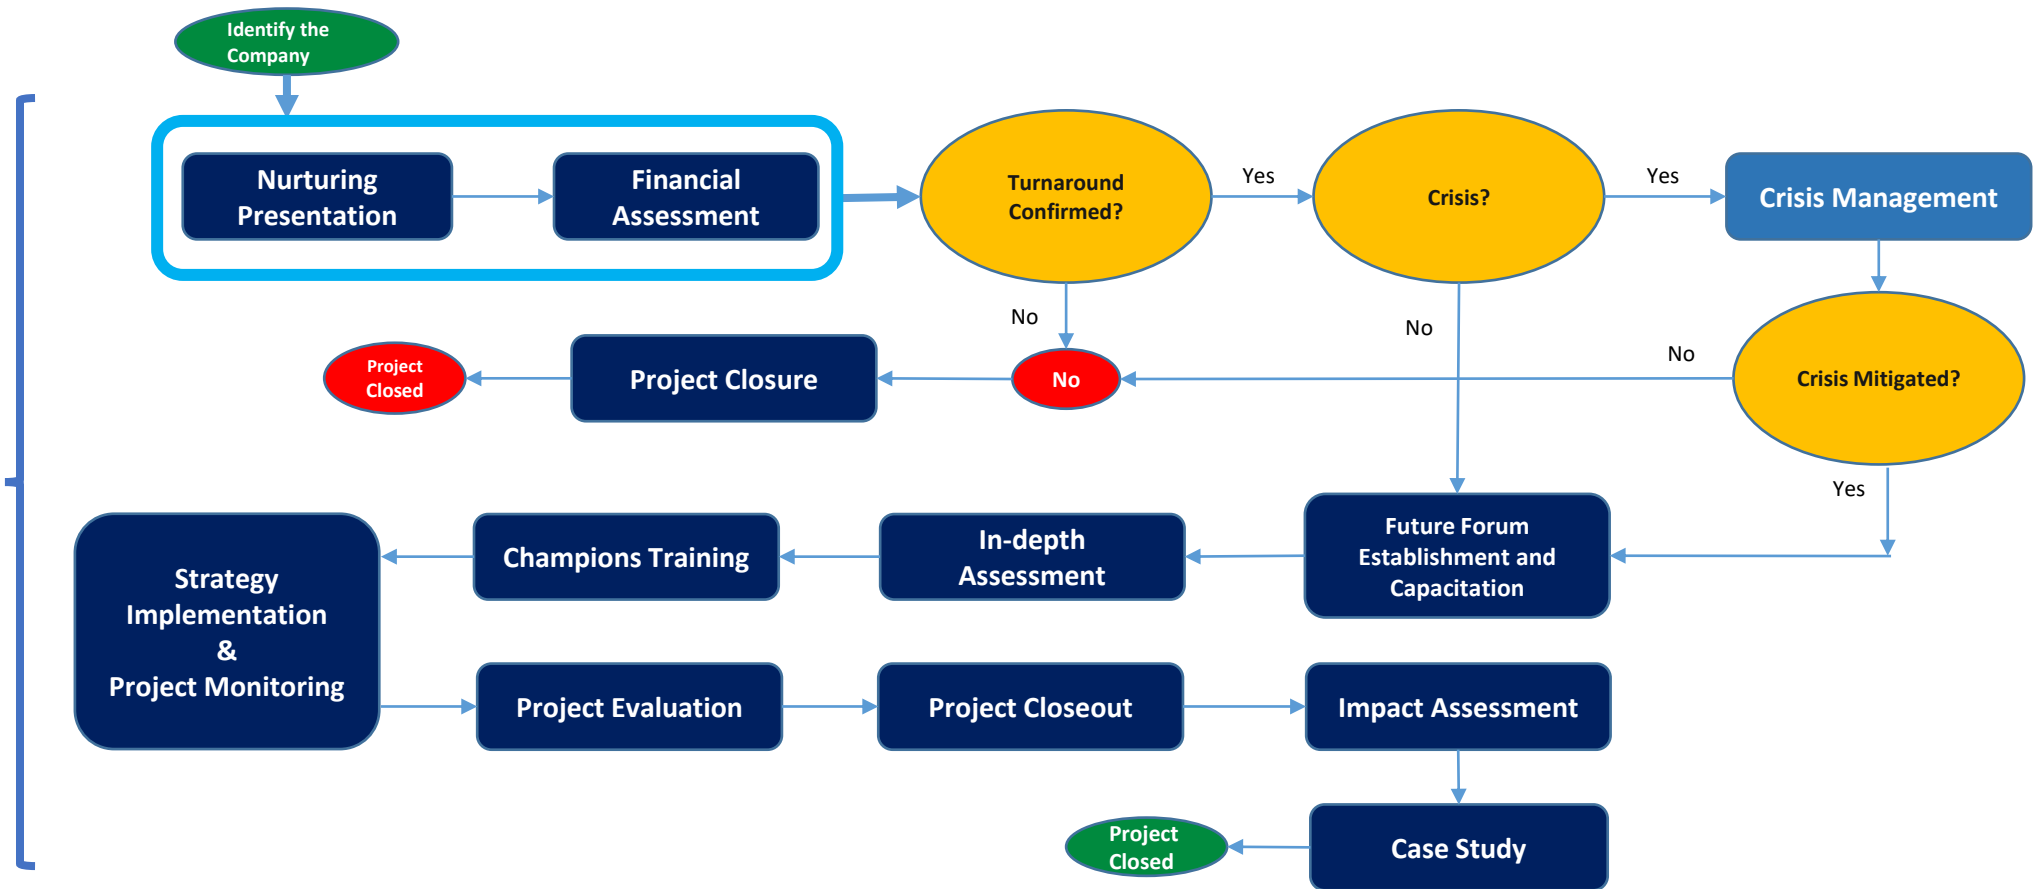 Identify the
Company
Nurturing
Presentation
Financial
Assessment
Turnaround
Confirmed?
Yes
Crisis?
Yes
Crisis Management
No
No
No
Project
Closed
Project Closure
No
Crisis Mitigated?
Yes
Strategy
Implementation
&
Project Monitoring
Champions Training
In-depth
Assessment
Future Forum
Establishment and
Capacitation
Project Evaluation
Project Closeout
Impact Assessment
Project
Closed
Case Study